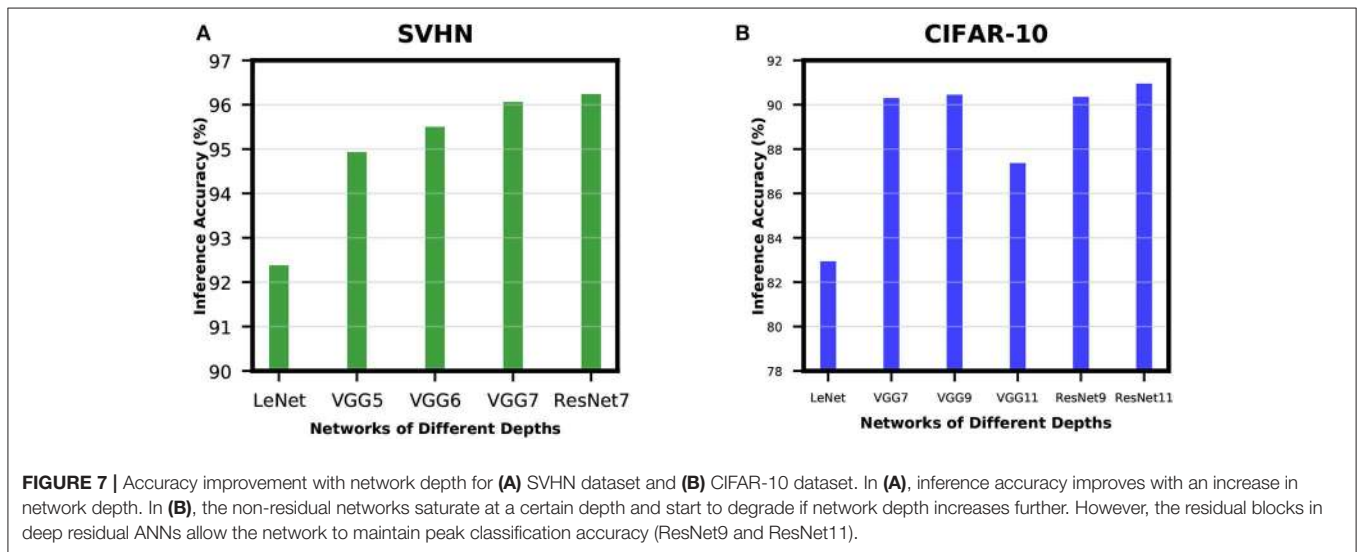 A
SVHN
Inference Accuracy (%)
97
96
95
94
93
92
91
90
LeNet VGG5 VGG6 VGG7 ResNet7
Networks of Different Depths
B
CIFAR-10
Inference Accuracy (%)
92
90
88
86
84
82
80
78
LeNet VGG7 VGG9 VGG11 ResNet9 ResNet11
Networks of Different Depths
FIGURE 7 | Accuracy improvement with network depth for (A) SVHN dataset and (B) CIFAR-10 dataset. In (A), inference accuracy improves with an increase in
network depth. In (B), the non-residual networks saturate at a certain depth and start to degrade if network depth increases further. However, the residual blocks in
deep residual ANNs allow the network to maintain peak classification accuracy (ResNet9 and ResNet11).